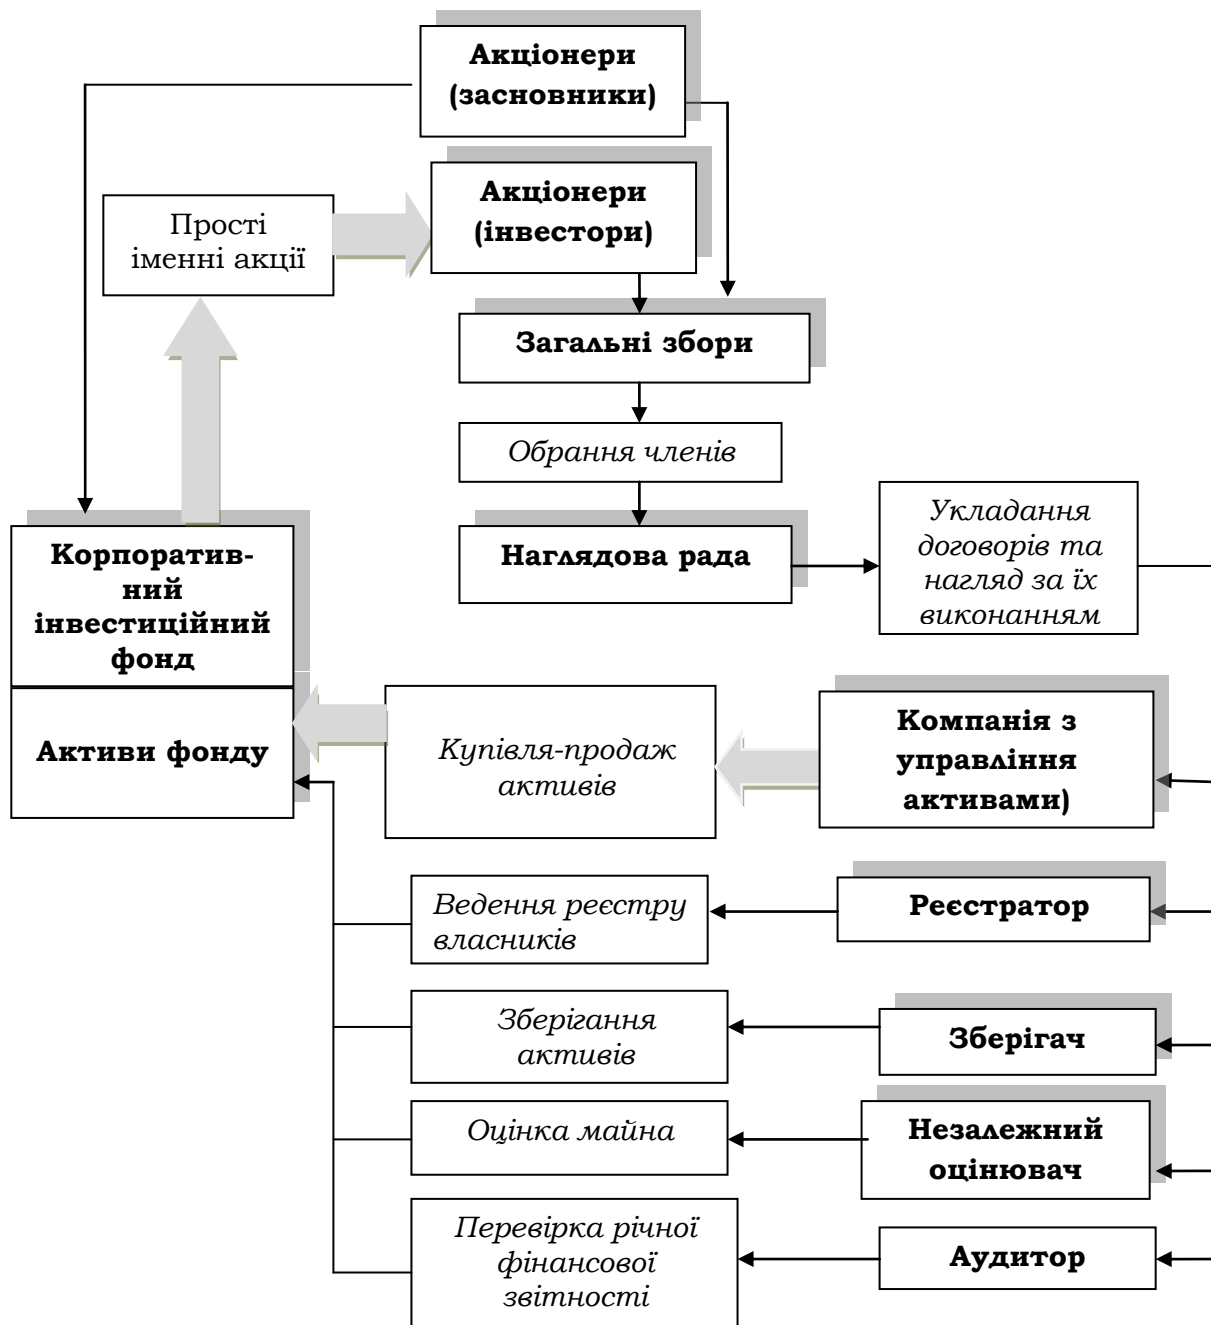 Акціонери
(засновники)
Акціонери
(інвестори)
Прості
іменні акції
Загальні збори
Обрання членів
Наглядова рада
Укладання
договорів та
нагляд за їх
виконанням
Корпоратив-
ний
інвестиційний
фонд
Активи фонду
Купівля-продаж
активів
Компанія з
управління
активами)
Ведення реєстру
власників
Реєстратор
Зберігання
активів
Зберігач
Оцінка майна
Незалежний
оцінювач
Перевірка річної
фінансової
звітності
Аудитор